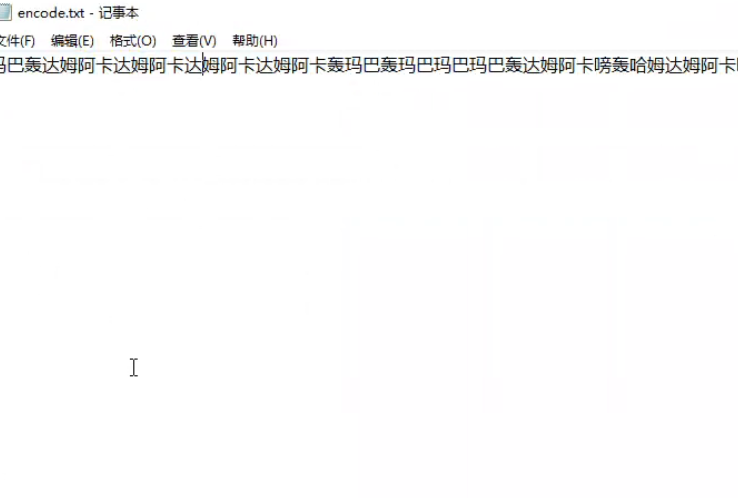 encode.txt - 记事本
文件(F) 编辑(E) 格式(O) 查看(V) 帮助(H)
玛巴轰达姆阿卡达姆阿卡达姆阿卡达姆阿卡轰玛巴轰玛巴玛巴玛巴轰达姆阿卡嗙轰哈姆达姆阿卡